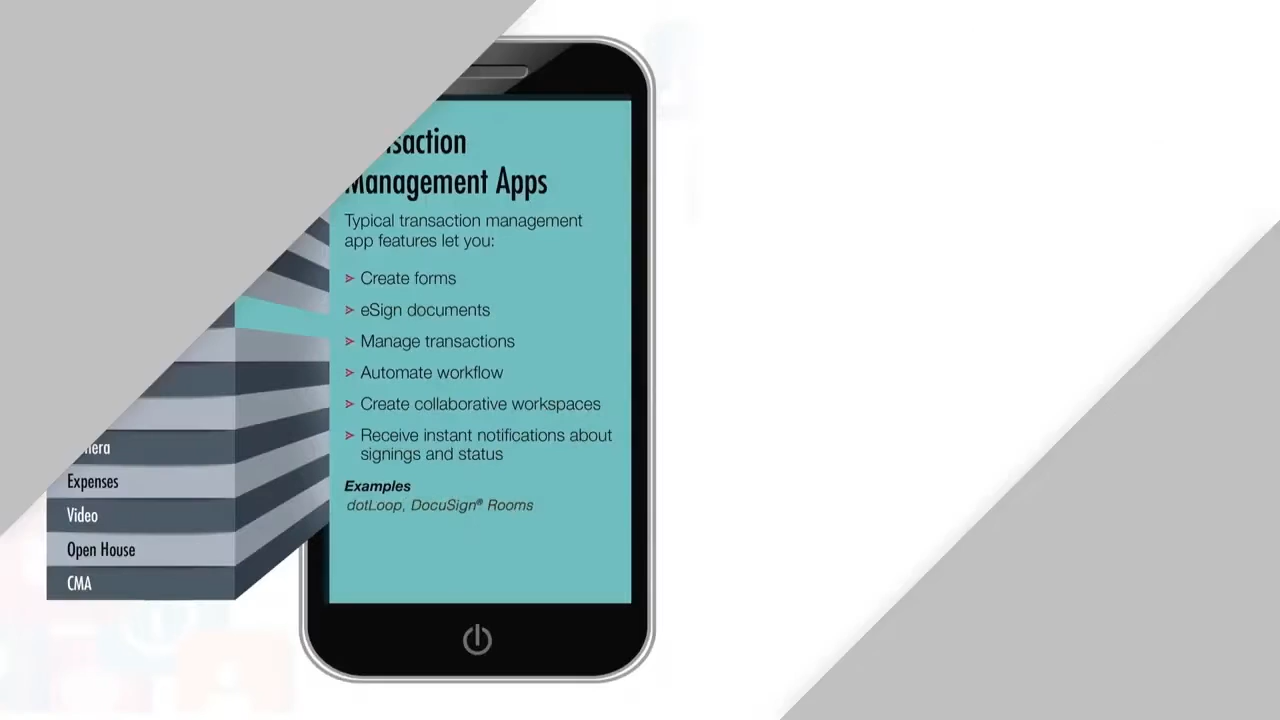 Management Apps
Typical transaction management
app features let you:
Create forms
eSign documents
Manage transactions
Automate workflow
Create collaborative workspaces
Receive instant notifications about
signings and status
Examples
dotLoop, DocuSign® Rooms
Expenses
Video
Open House
CMA